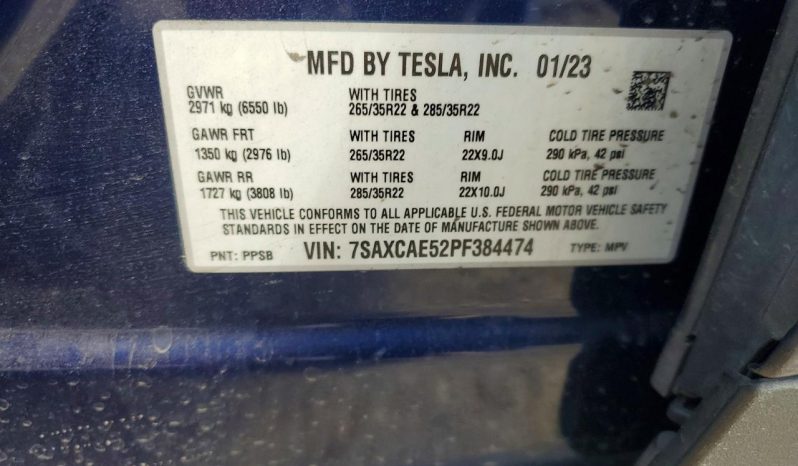 MFD BY TESLA, INC. 01/23
GVWR WITH TIRES
2971 kg (6550 lb) 265/35R22 & 285/35R22
GAWR FRT WITH TIRES RIM COLD TIRE PRESSURE
1350 kg (2976 lb) 265/35R22 22X9.0J 290 kPa, 42 psi
GAWR RR WITH TIRES RIM COLD TIRE PRESSURE
1727 kg (3808 lb) 285/35R22 22X10.0J 290 kPa, 42 psi
THIS VEHICLE CONFORMS TO ALL APPLICABLE U.S. FEDERAL MOTOR VEHICLE SAFETY
STANDARDS IN EFFECT ON THE DATE OF MANUFACTURE SHOWN ABOVE.
PNT: PPSB VIN: 7SAXCAE52PF384474 TYPE: MPV